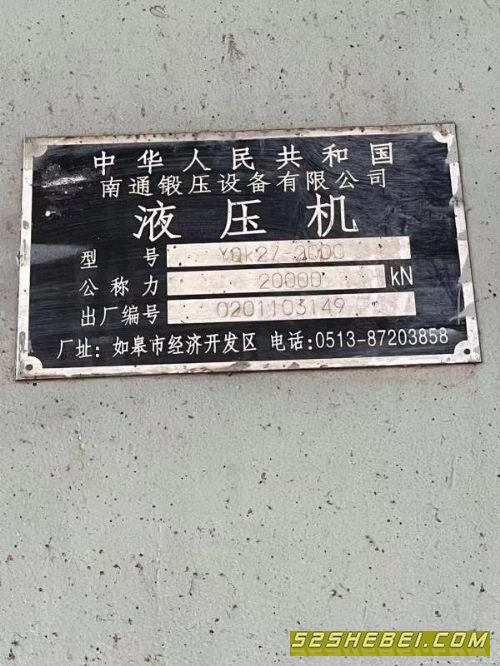 中华人民共和国
南通锻压设备有限公司
液压机
型号 YQk27-2000
公称力 20000 kN
出厂编号 0201103149
厂址：如皋市经济开发区 电话:0513-87203858
52SHEBEI.COM